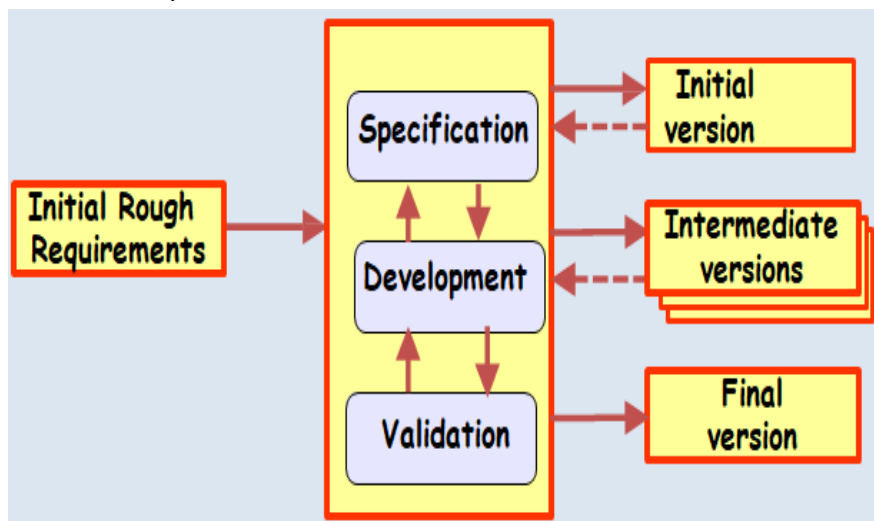 Initial Rough
Requirements
Specification
Development
Validation
Initial
version
Intermediate
versions
Final
version